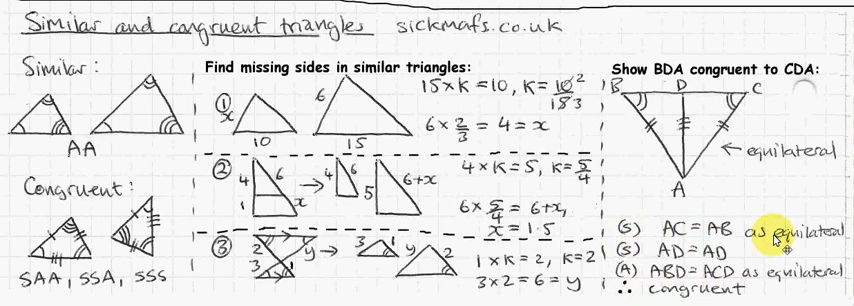 Similar and congruent triangles sickmafs.co.uk
Similar:
AA
Congruent:
SAA, SSA, SSS
Find missing sides in similar triangles:
①
x
10
6
15
15 x K = 10, K = 10 2
15 3
6 x 2/3 = 4 = x
②
4
6
1
x
→
4
6
5
6+x
4 x K = 5, K = 5/4
6 x 5/4 = 6+x,
x = 1.5
③
2
y
3
1
→
3
1
y
2
1 x K = 2, K = 2
3 x 2 = 6 = y
Show BDA congruent to CDA:
B D C
← equilateral
A
(S) AC = AB as equilateral
(S) AD = AD
(A) ABD = ACD as equilateral
∴ congruent